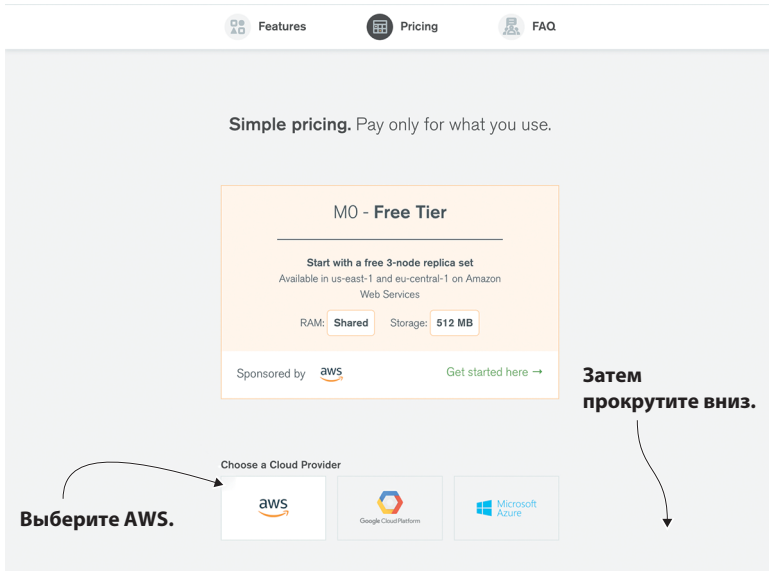 Features
Pricing
FAQ
Simple pricing. Pay only for what you use.
M0 - Free Tier
Start with a free 3-node replica set
Available in us-east-1 and eu-central-1 on Amazon
Web Services
RAM: Shared Storage: 512 MB
Sponsored by aws
Get started here →
Затем
прокрутите вниз.
Choose a Cloud Provider
aws
Google Cloud Platform
Microsoft
Azure
Выберите AWS.